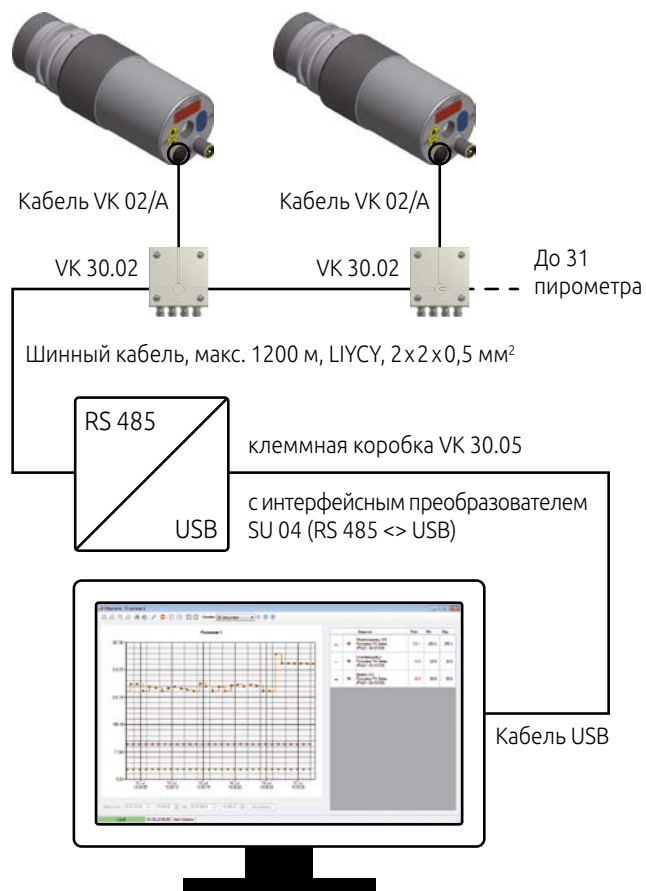 Кабель VK 02/A
Кабель VK 02/A
VK 30.02
VK 30.02
До 31
пирометра
Шинный кабель, макс. 1200 м, LIYCY, 2 x 2 x 0,5 мм²
RS 485
USB
клеммная коробка VK 30.05
с интерфейсным преобразователем
SU 04 (RS 485 <> USB)
Кабель USB